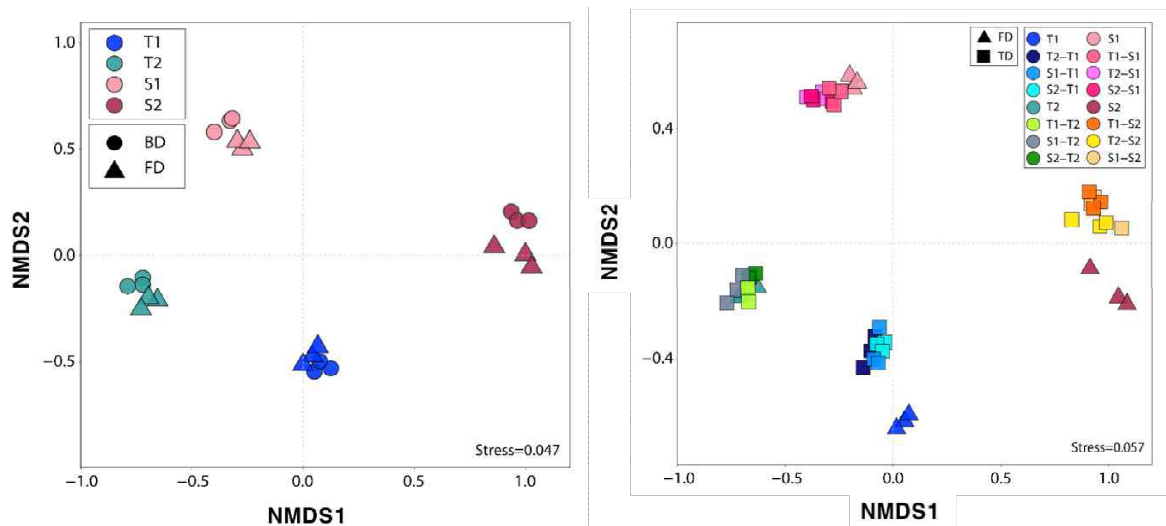 1.0
0.5
0.0
−0.5
−1.0
−0.5
0.0
0.5
1.0
NMDS2
NMDS1
T1
T2
S1
S2
BD
FD
Stress=0.047
0.4
0.0
−0.4
−1.0
−0.5
0.0
0.5
1.0
NMDS2
NMDS1
FD
TD
T1
T2−T1
S1−T1
S2−T1
T2
T1−T2
S1−T2
S2−T2
S1
T1−S1
T2−S1
S2−S1
S2
T1−S2
T2−S2
S1−S2
Stress=0.057